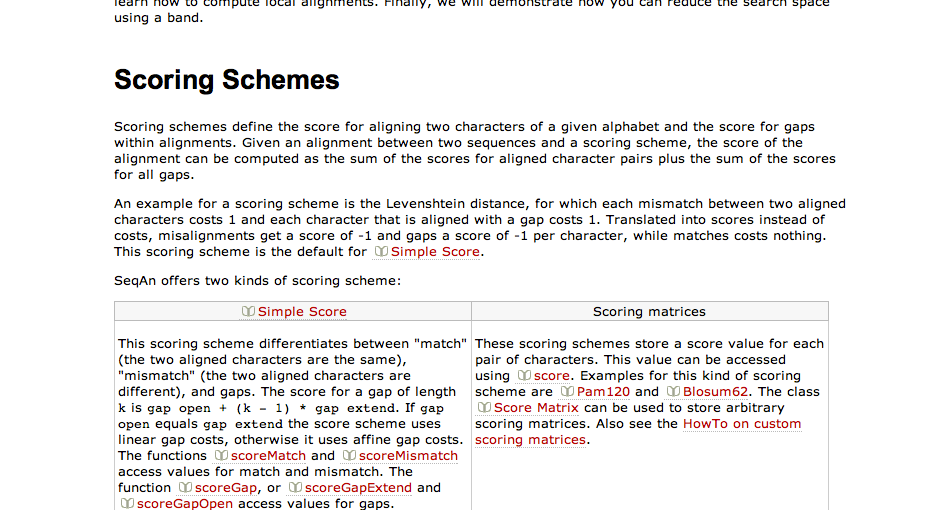 learn how to compute local alignments. Finally, we will demonstrate how you can reduce the search space
using a band.
Scoring Schemes
Scoring schemes define the score for aligning two characters of a given alphabet and the score for gaps
within alignments. Given an alignment between two sequences and a scoring scheme, the score of the
alignment can be computed as the sum of the scores for aligned character pairs plus the sum of the scores
for all gaps.
An example for a scoring scheme is the Levenshtein distance, for which each mismatch between two aligned
characters costs 1 and each character that is aligned with a gap costs 1. Translated into scores instead of
costs, misalignments get a score of -1 and gaps a score of -1 per character, while matches costs nothing.
This scoring scheme is the default for Simple Score.
SeqAn offers two kinds of scoring scheme:
Simple Score
This scoring scheme differentiates between "match"
(the two aligned characters are the same),
"mismatch" (the two aligned characters are
different), and gaps. The score for a gap of length
k is gap open + (k - 1) * gap extend. If gap
open equals gap extend the score scheme uses
linear gap costs, otherwise it uses affine gap costs.
The functions scoreMatch and scoreMismatch
access values for match and mismatch. The
function scoreGap, or scoreGapExtend and
scoreGapOpen access values for gaps.
Scoring matrices
These scoring schemes store a score value for each
pair of characters. This value can be accessed
using score. Examples for this kind of scoring
scheme are Pam120 and Blosum62. The class
Score Matrix can be used to store arbitrary
scoring matrices. Also see the HowTo on custom
scoring matrices.